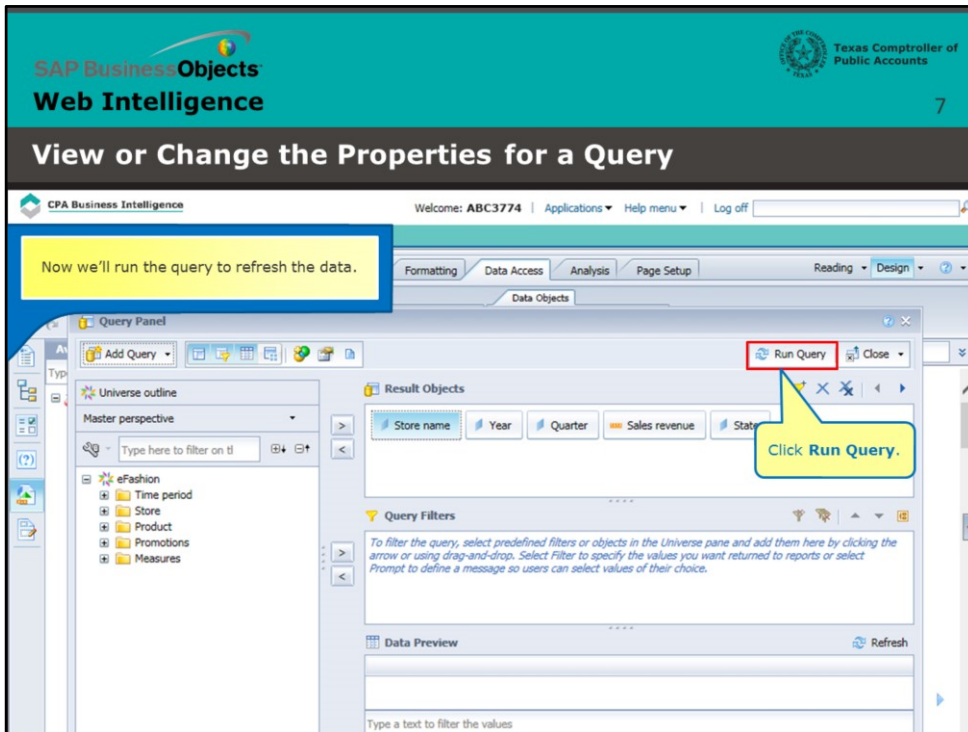 SAP BusinessObjects™
Web Intelligence
Texas Comptroller of
Public Accounts
7
View or Change the Properties for a Query
CPA Business Intelligence
Welcome: ABC3774 | Applications Help menu | Log off
Now we'll run the query to refresh the data.
Formatting Data Access Analysis Page Setup Reading Design
Data Objects
Query Panel
Add Query Run Query Close
Typ
Universe outline
Master perspective
Type here to filter on tl
eFashion
Time period
Store
Product
Promotions
Measures
Result Objects
Store name Year Quarter Sales revenue State
Click Run Query.
Query Filters
To filter the query, select predefined filters or objects in the Universe pane and add them here by clicking the
arrow or using drag-and-drop. Select Filter to specify the values you want returned to reports or select
Prompt to define a message so users can select values of their choice.
Data Preview Refresh
Type a text to filter the values